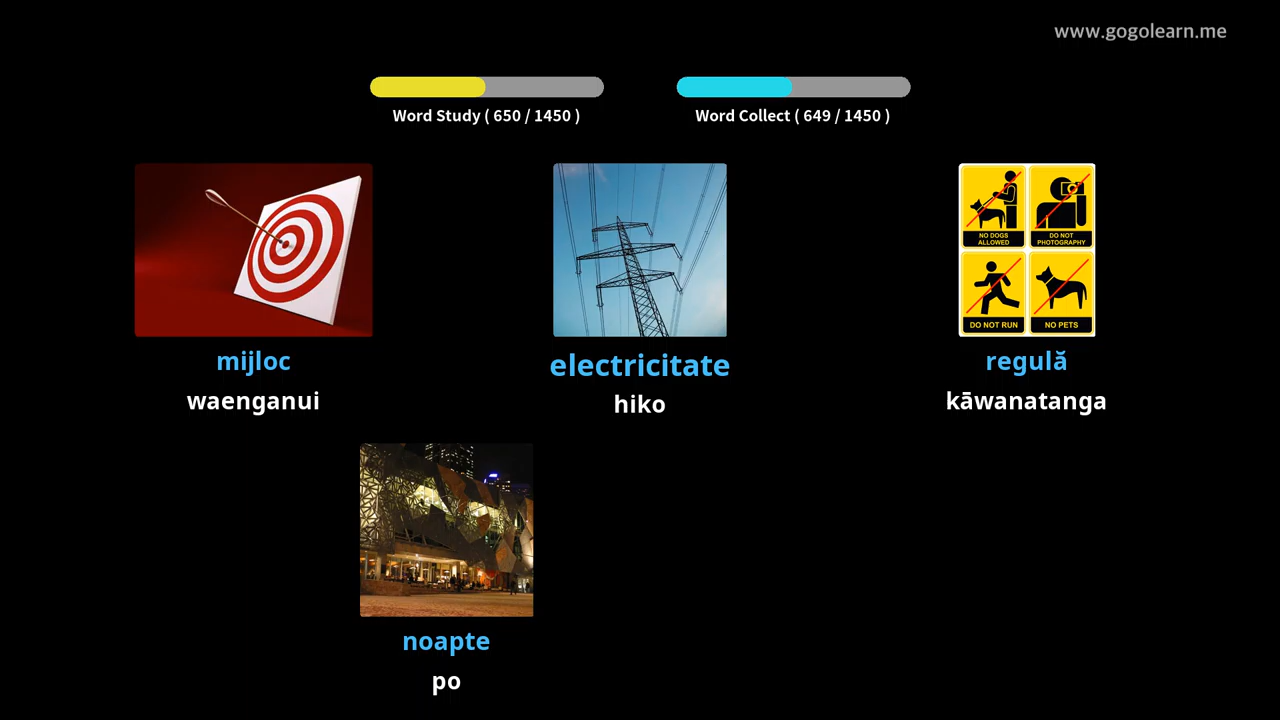 www.gogolearn.me
Word Study ( 650 / 1450 )
Word Collect ( 649 / 1450 )
NO DOGS
ALLOWED
DO NOT
PHOTOGRAPHY
DO NOT RUN
NO PETS
mijloc
waenganui
electricitate
hiko
regulă
kāwanatanga
noapte
po